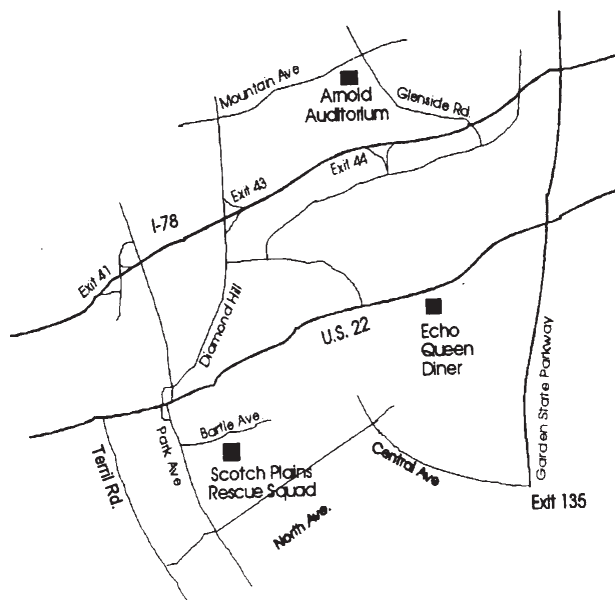 Mountain Ave
Arnold
Auditorium
Glenside Rd.
Exit 44
Exit 43
I-78
Exit 41
Diamond Hill
U.S. 22
Echo
Queen
Diner
Garden State Parkway
Bartle Ave.
Park Ave
Terril Rd.
Scotch Plains
Rescue Squad
Central Ave
North Ave.
Exit 135